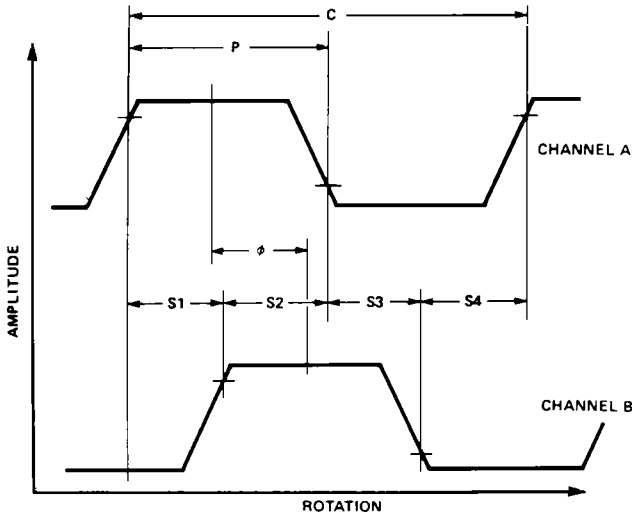 C
P
CHANNEL A
ϕ
S1 S2 S3 S4
AMPLITUDE
CHANNEL B
ROTATION